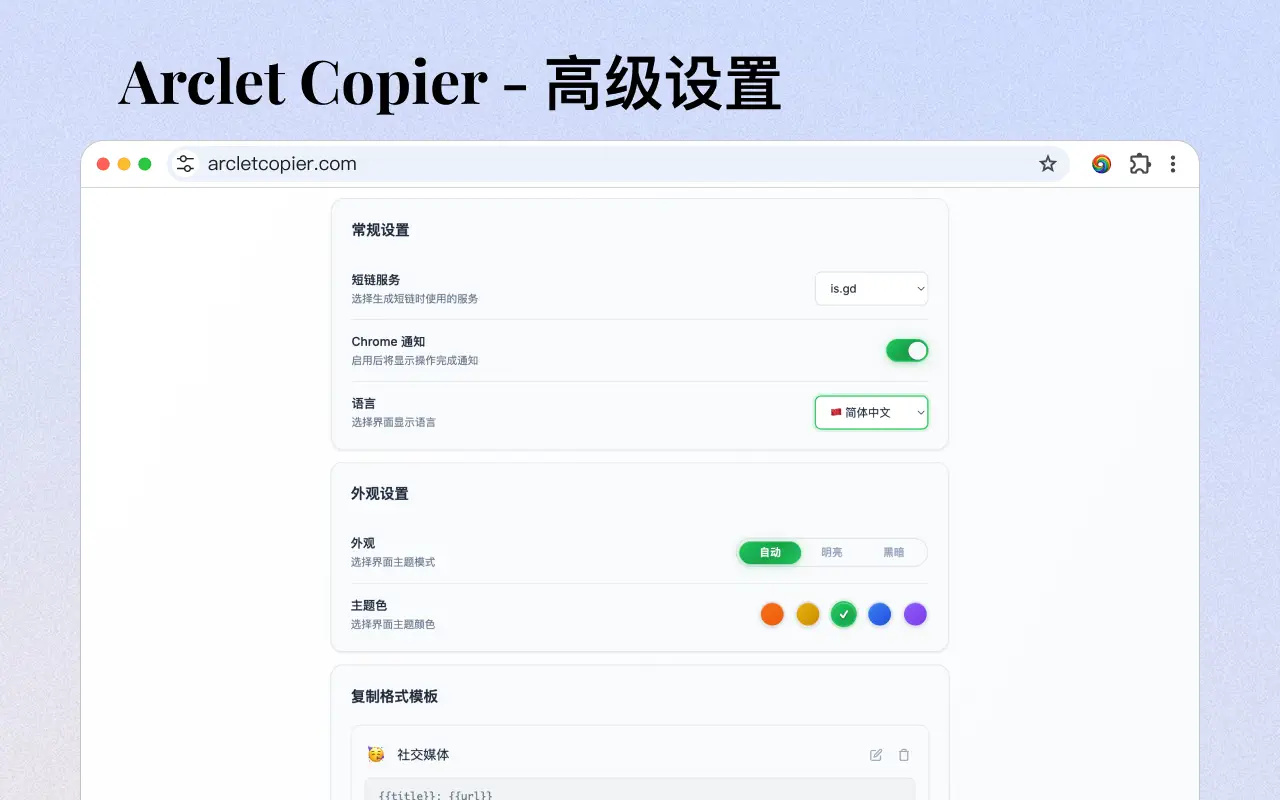 Arclet Copier - 高级设置
arcletcopier.com
常规设置
短链服务
选择生成短链时使用的服务
is.gd
Chrome 通知
启用后将显示操作完成通知
语言
选择界面显示语言
简体中文
外观设置
外观
选择界面主题模式
自动 明亮 黑暗
主题色
选择界面主题颜色
复制格式模板
🥳 社交媒体
{{title}}: {{url}}